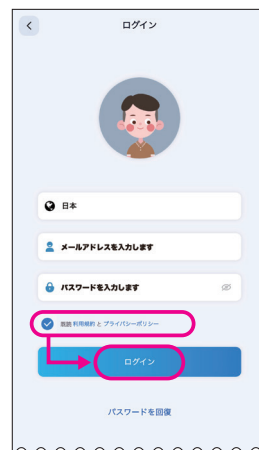 ログイン
日本
メールアドレスを入力します
パスワードを入力します
既読 利用規約 と プライバシーポリシー
ログイン
パスワードを回復